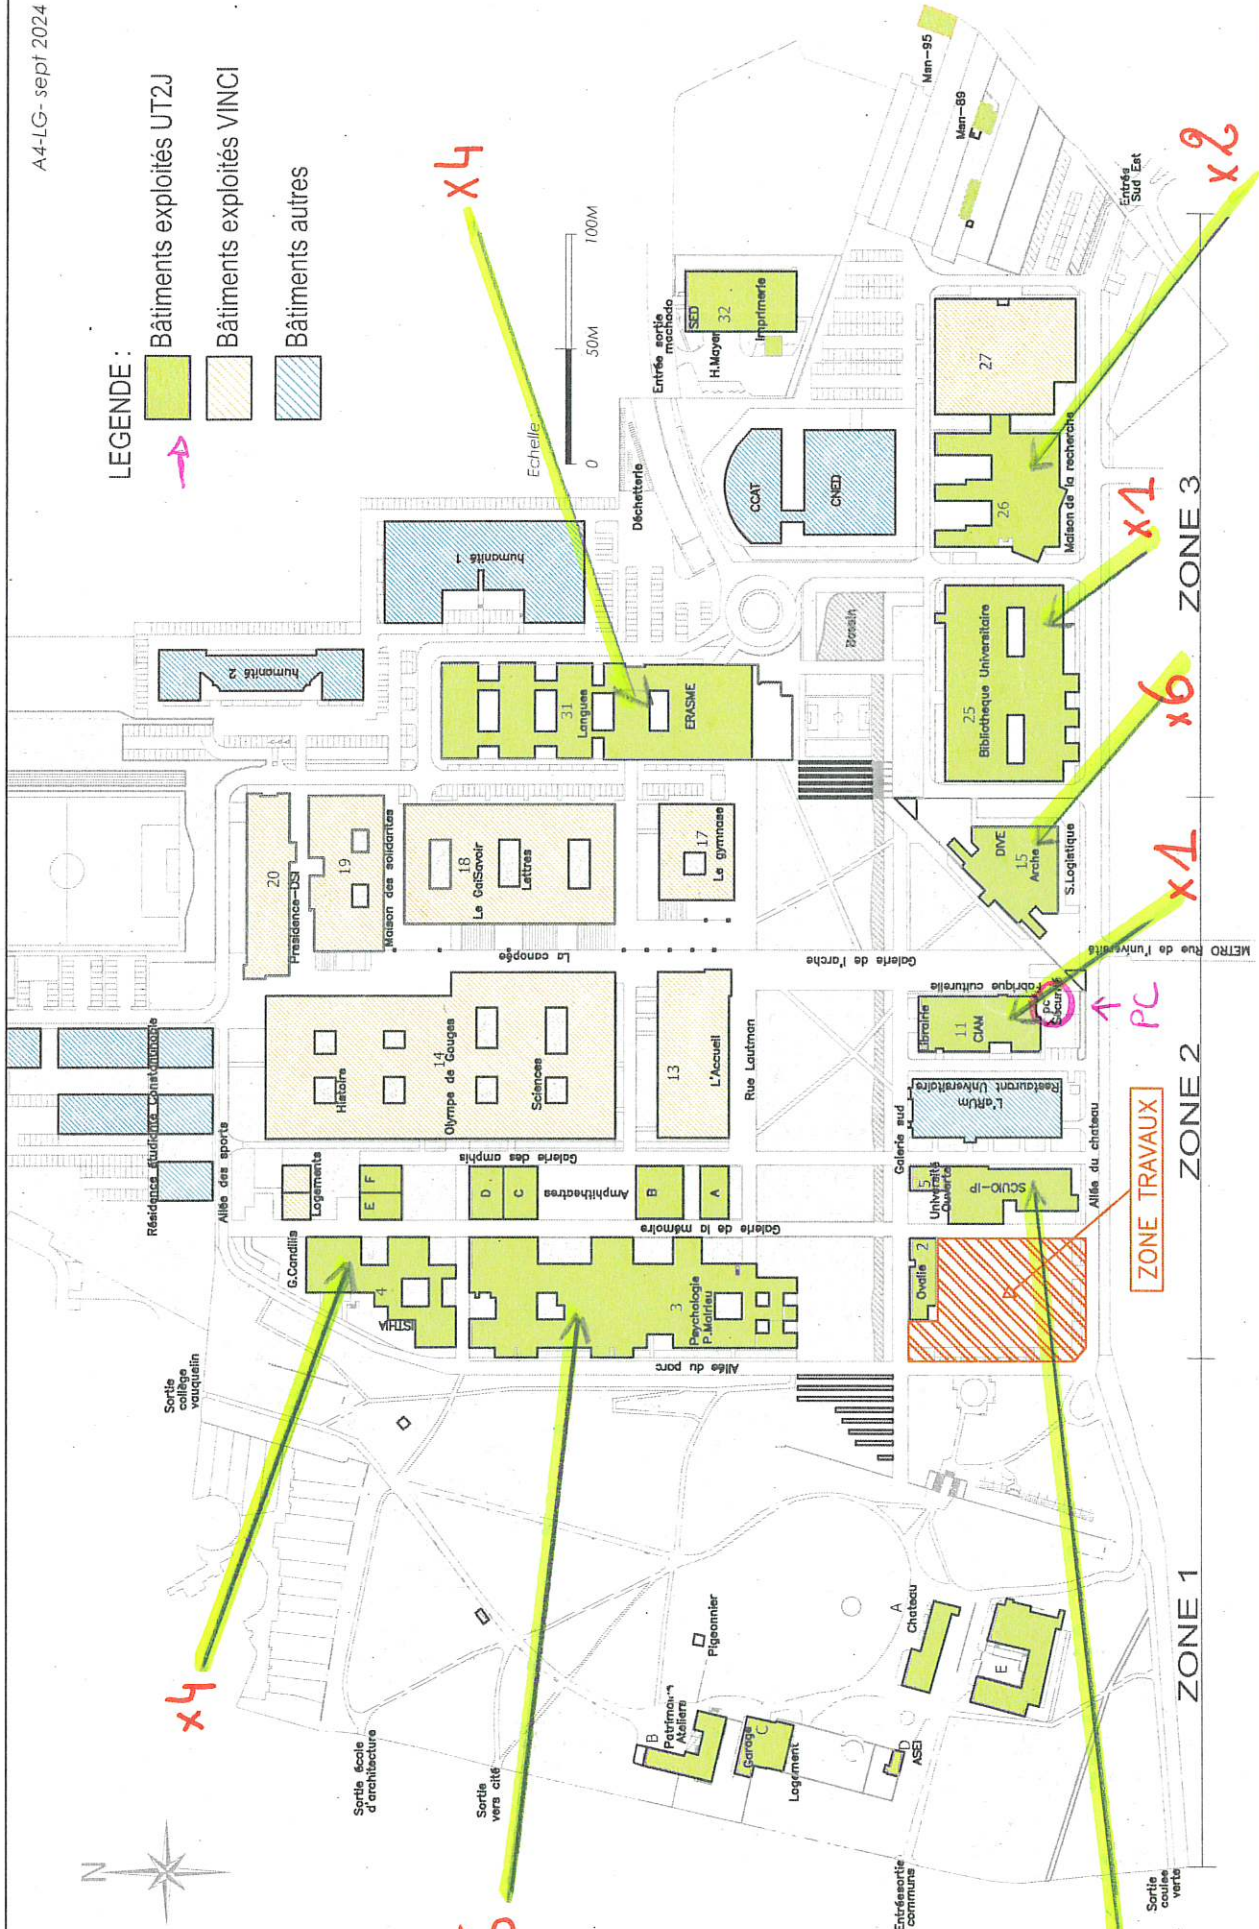 A4-LG- sept 2024
LEGENDE :
Bâtiments exploités UT2J
Bâtiments exploités VINCI
Bâtiments autres
Echelle:
0
50M
100M
N
x4
x4
x2
x1
x6
x1
PC
Résidence étudiante
Allée des sports
humanité 2
humanité 1
Déchetterie
Entrée sortie
machado
H.Mayer
SED
32
Imprimerie
Man-95
Man-89
Entrée
Sud Est
CCAT
CNED
Bassin
20
Présidence-DSI
19
Maison des solidarités
18
Le GaiSavoir
Lettres
17
Le gymnase
31
Langues
ERASME
La canopée
Galerie de l'arche
Histoire
14
Olympe de Gouges
Sciences
13
L'Accueil
Rue Lautman
Galerie des amphis
Logements
F
E
D
C
Amphithéatres
B
A
Galerie de la mémoire
G.Candilis
4
ISTHIA
3
Psychologie
P.Malrieu
Allée du parc
Sortie
collège
vauquelin
Sortie école
d'architecture
Sortie
vers cité
Pigeonnier
B
Patrimoine
Ateliers
Garage
C
Logement
D
ASEI
A
Chateau
E
Entréesortie
communs
Sortie
coulée
verte
Ovalie 2
5
Université
Ouverte
SCUIO-IP
Galerie sud
L'aRUm
Restaurant Universitaire
Allée du chateau
Librairie
11
CIAM
Fabrique culturelle
pc
Sécurité
METRO Rue de l'université
DIVE
15
Arche
S.Logistique
25
Bibliothèque Universitaire
26
Maison de la recherche
27
ZONE TRAVAUX
ZONE 1
ZONE 2
ZONE 3